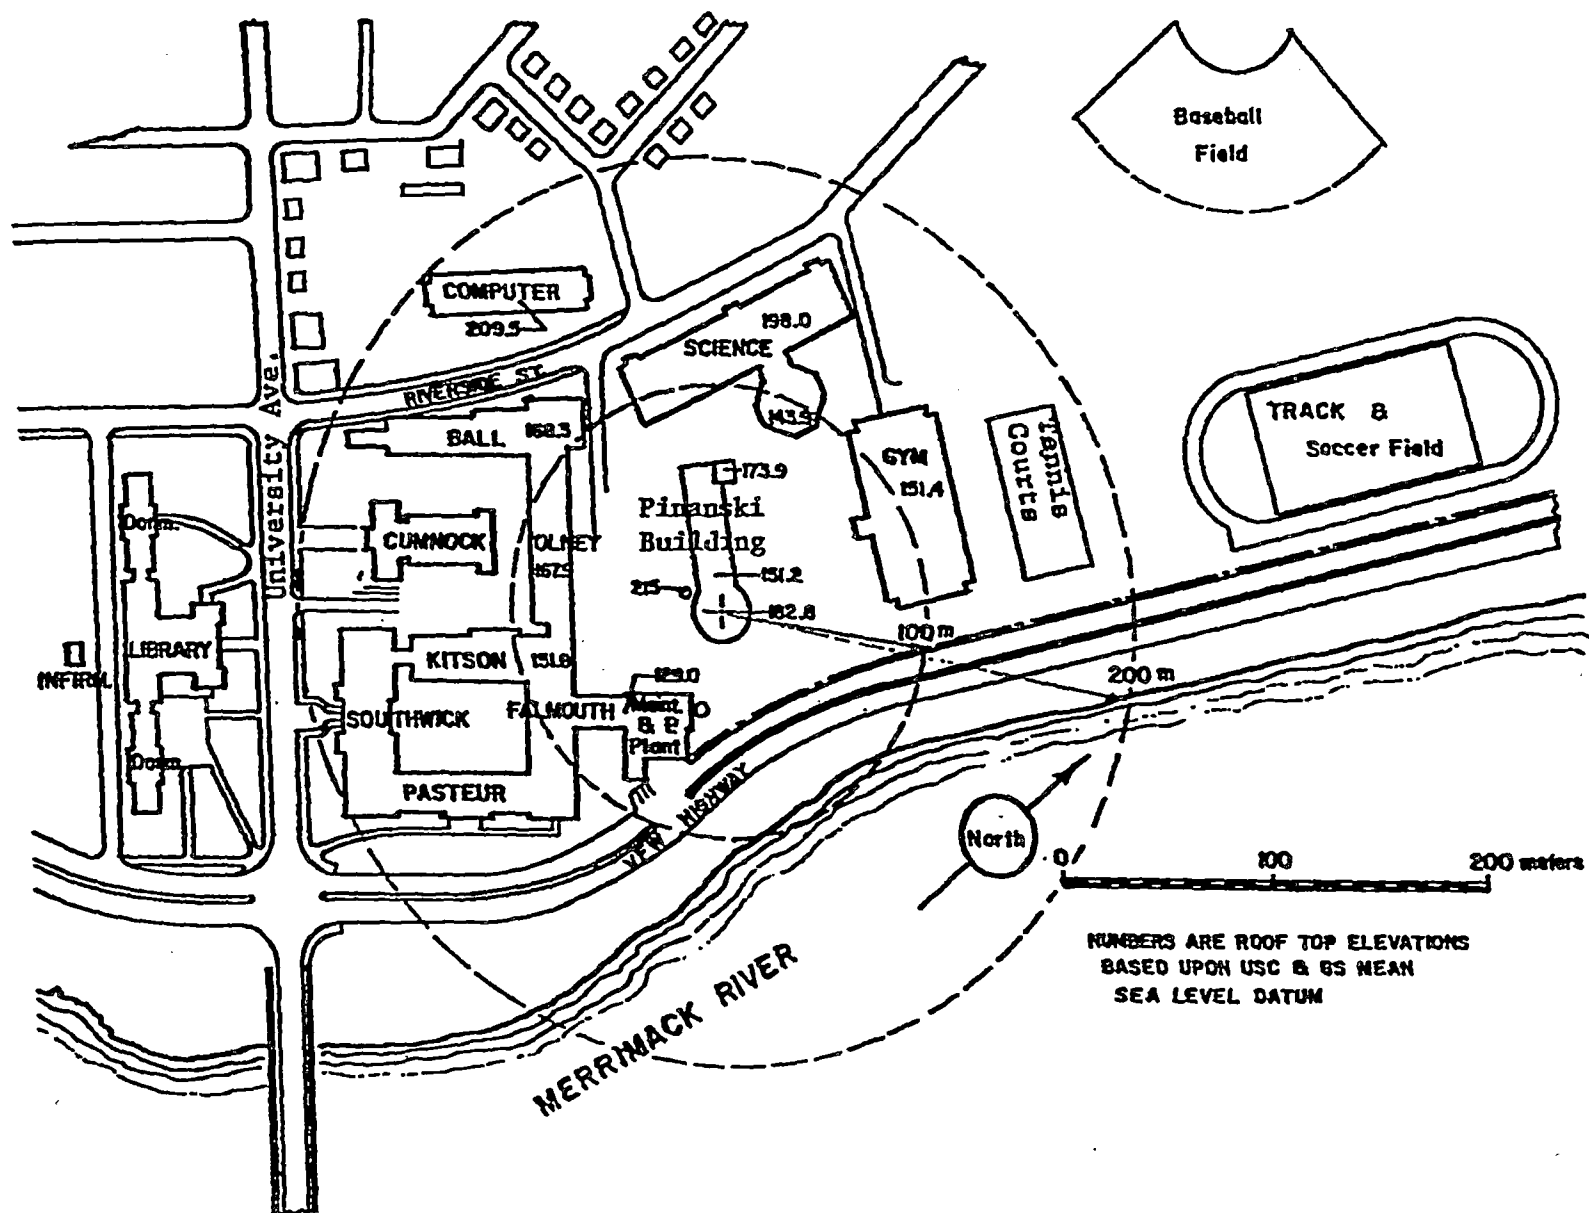 Baseball
Field
COMPUTER
209.5
198.0
SCIENCE
RIVERSIDE ST.
University Ave.
BALL
168.3
143.5
TRACK &
Soccer Field
GYM
151.4
Tennis
Courts
173.9
Pinanski
Building
Dorm.
CUMNOCK
OLNEY
167.5
151.2
215
182.8
100 m
LIBRARY
KITSON
151.8
INFIRM.
129.0
200 m
SOUTHWICK
FALMOUTH
Plant
Dorm.
PASTEUR
VFW HIGHWAY
North
0 100 200 meters
NUMBERS ARE ROOF TOP ELEVATIONS
BASED UPON USC & GS MEAN
SEA LEVEL DATUM
MERRIMACK RIVER